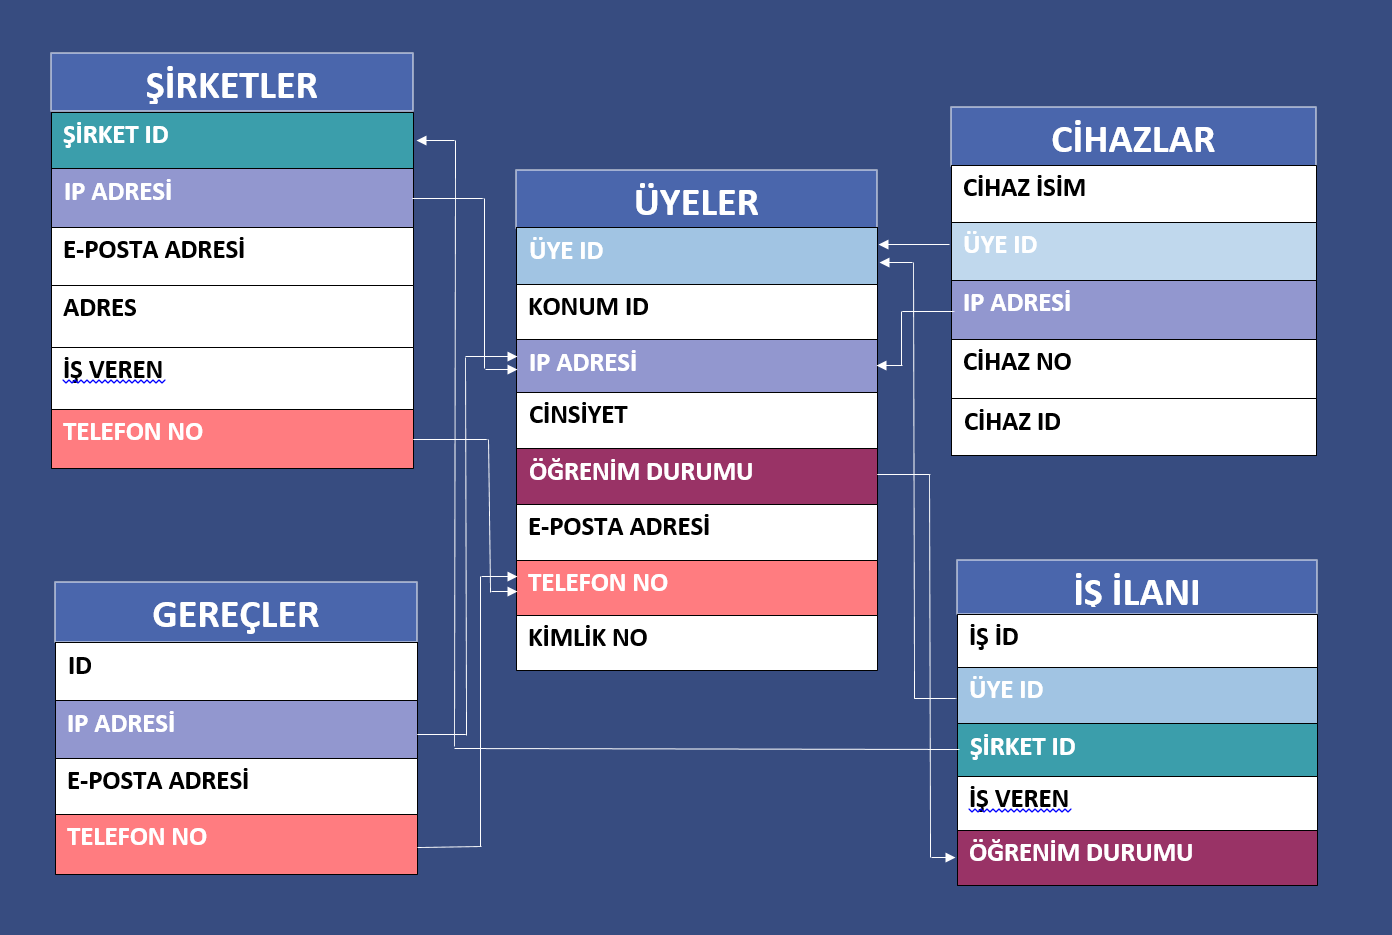 ŞİRKETLER
ŞİRKET ID
IP ADRESİ
E-POSTA ADRESİ
ADRES
İŞ VEREN
TELEFON NO
GEREÇLER
ID
IP ADRESİ
E-POSTA ADRESİ
TELEFON NO
ÜYELER
ÜYE ID
KONUM ID
IP ADRESİ
CİNSİYET
ÖĞRENİM DURUMU
E-POSTA ADRESİ
TELEFON NO
KİMLİK NO
CİHAZLAR
CİHAZ İSİM
ÜYE ID
IP ADRESİ
CİHAZ NO
CİHAZ ID
İŞ İLANI
İŞ İD
ÜYE ID
ŞİRKET ID
İŞ VEREN
ÖĞRENİM DURUMU